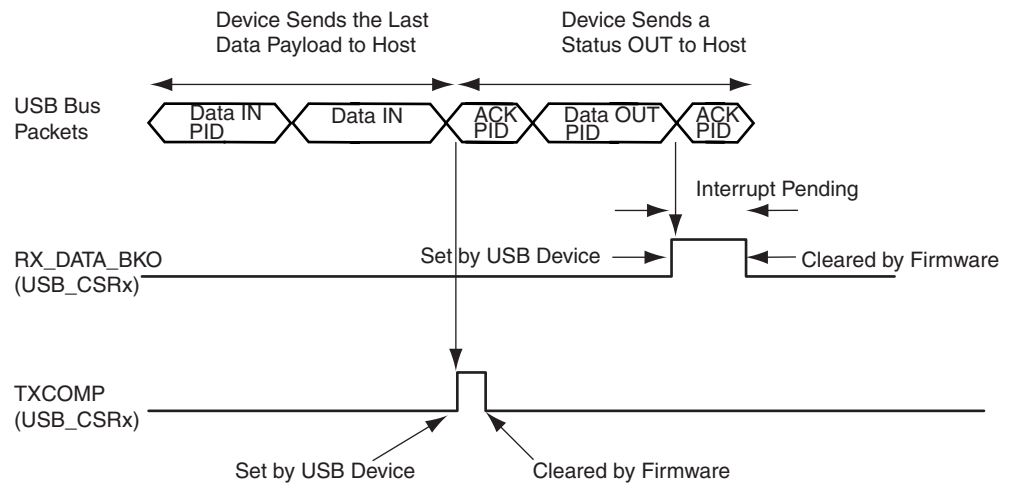 Device Sends the Last
Data Payload to Host
Device Sends a
Status OUT to Host
USB Bus
Packets
Data IN
PID
Data IN
ACK
PID
Data OUT
PID
ACK
PID
Interrupt Pending
RX_DATA_BKO
(USB_CSRx)
Set by USB Device
Cleared by Firmware
TXCOMP
(USB_CSRx)
Set by USB Device
Cleared by Firmware